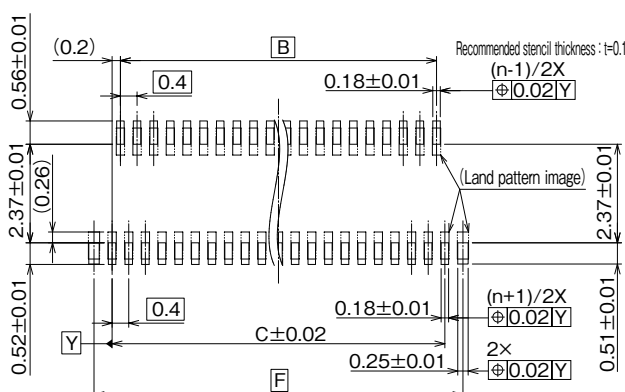 (0.2)
B
Recommended stencil thickness : t=0.1
0.56±0.01
0.4
0.18±0.01
(n-1)/2X
⌖ 0.02 Y
2.37±0.01
(0.26)
(Land pattern image)
2.37±0.01
0.52±0.01
0.4
0.18±0.01
(n+1)/2X
⌖ 0.02 Y
Y
C±0.02
0.25±0.01
2×
⌖ 0.02 Y
0.51±0.01
F